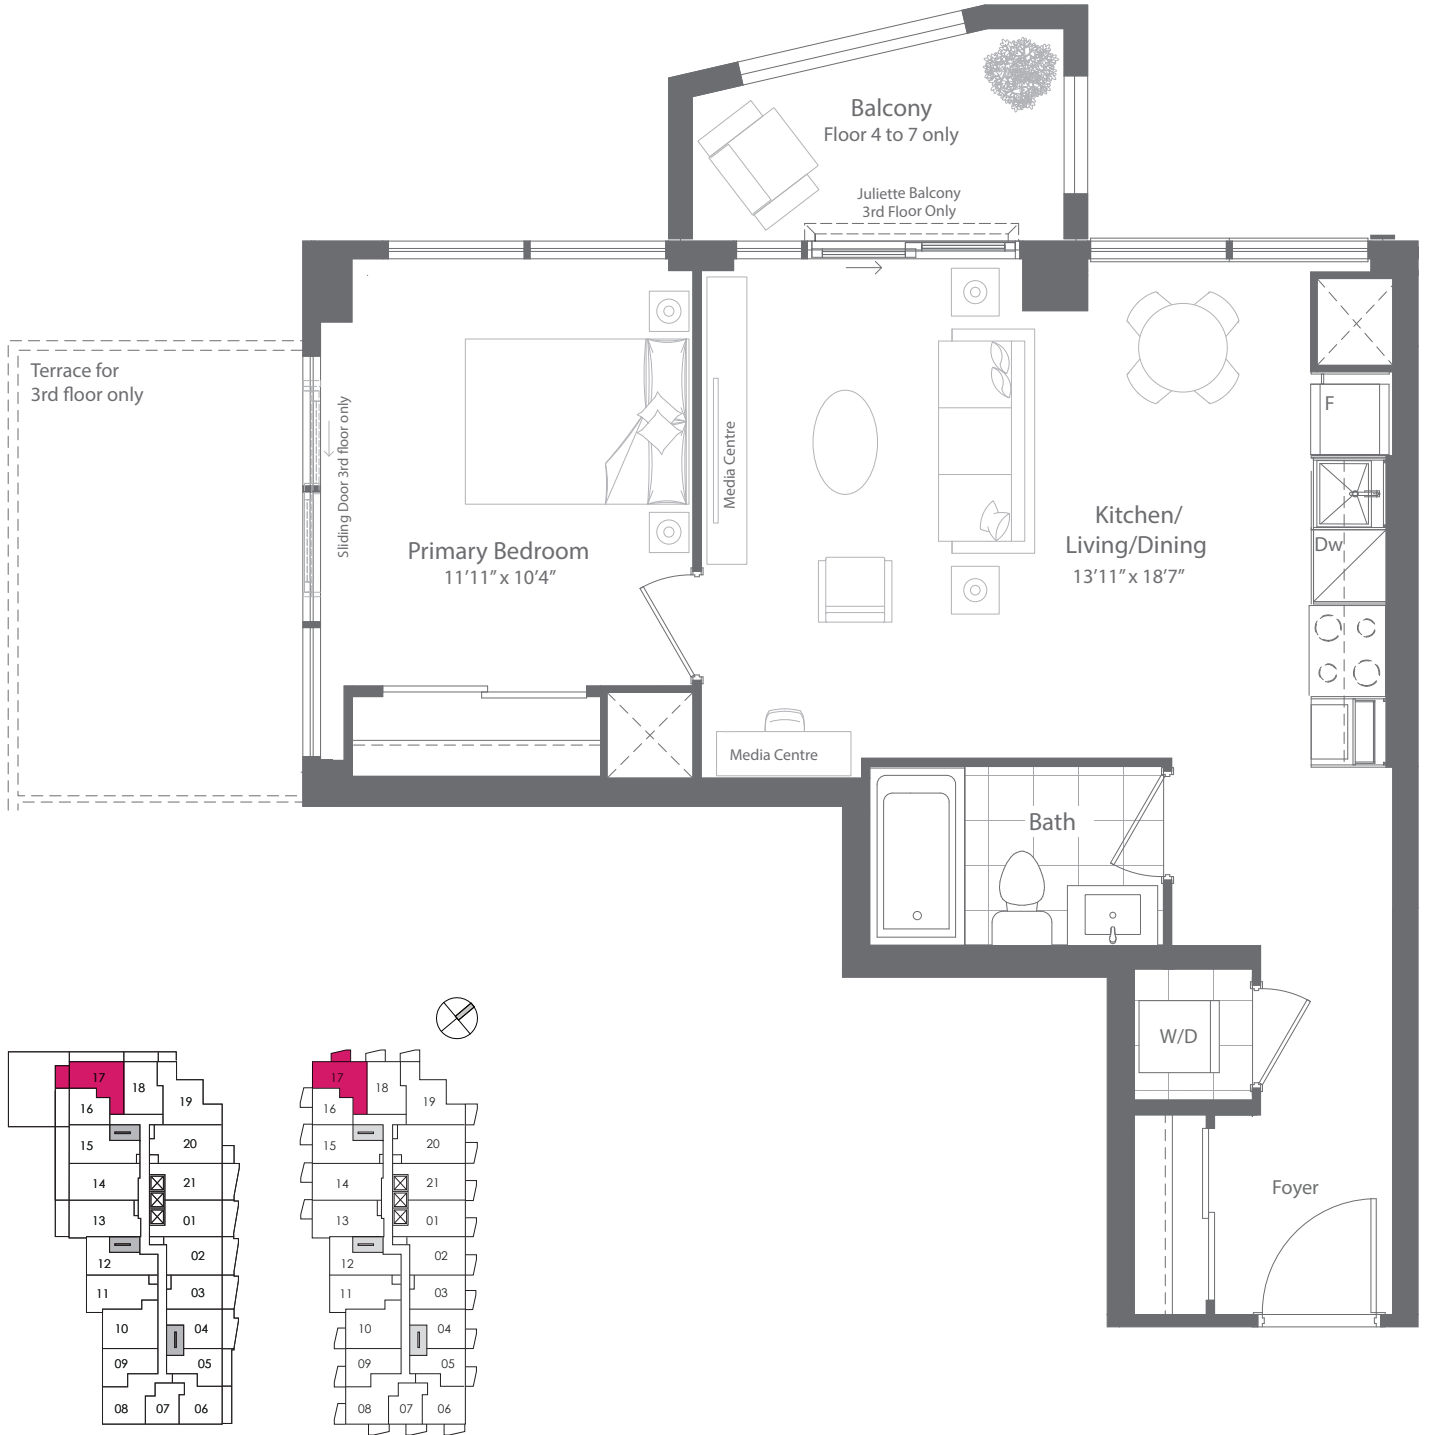 Balcony
Floor 4 to 7 only
Juliette Balcony
3rd Floor Only
Terrace for
3rd floor only
Sliding Door 3rd floor only
Primary Bedroom
11’11” x 10’4”
Media Centre
Kitchen/
Living/Dining
13’11” x 18’7”
F
Dw
Media Centre
Bath
W/D
Foyer
17
18
16
19
15
20
14
21
13
01
12
02
11
03
10
04
09
05
08
07
06
17
18
16
19
15
20
14
21
13
01
12
02
11
03
10
04
09
05
08
07
06